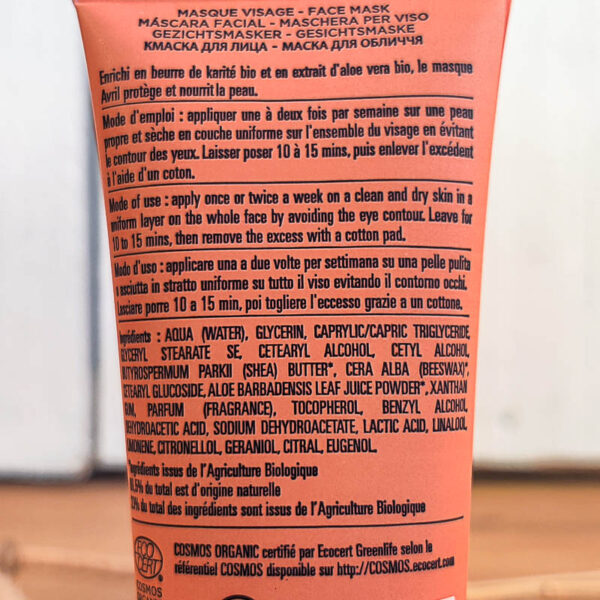 MASQUE VISAGE - FACE MASK
MÁSCARA FACIAL - MASCHERA PER VISO
GEZICHTSMASKER - GESICHTSMASKE
КМАСКА ДЛЯ ЛИЦА - МАСКА ДЛЯ ОБЛИЧЧЯ
Enrichi en beurre de karité bio et en extrait d'aloe vera bio, le masque
Avril protège et nourrit la peau.
Mode d'emploi : appliquer une à deux fois par semaine sur une peau
propre et sèche en couche uniforme sur l'ensemble du visage en évitant
le contour des yeux. Laisser poser 10 à 15 mins, puis enlever l'excédent
à l'aide d'un coton.
Mode of use : apply once or twice a week on a clean and dry skin in a
uniform layer on the whole face by avoiding the eye contour. Leave for
10 to 15 mins, then remove the excess with a cotton pad.
Modo d'uso : applicare una a due volte per settimana su una pelle pulita
o asciutta in stratto uniforme su tutto il viso evitando il contorno occhi.
Lasciare porre 10 a 15 min, poi togliere l'eccesso grazie a un cottone.
Ingrédients : AQUA (WATER), GLYCERIN, CAPRYLIC/CAPRIC TRIGLYCERIDE,
GLYCERYL STEARATE SE, CETEARYL ALCOHOL, CETYL ALCOHOL,
BUTYROSPERMUM PARKII (SHEA) BUTTER*, CERA ALBA (BEESWAX)*,
CETEARYL GLUCOSIDE, ALOE BARBADENSIS LEAF JUICE POWDER*, XANTHAN
GUM, PARFUM (FRAGRANCE), TOCOPHEROL, BENZYL ALCOHOL,
DEHYDROACETIC ACID, SODIUM DEHYDROACETATE, LACTIC ACID, LINALOOL,
LIMONENE, CITRONELLOL, GERANIOL, CITRAL, EUGENOL.
*Ingrédients issus de l'Agriculture Biologique
% du total est d'origine naturelle
du total des ingrédients sont issus de l'Agriculture Biologique
COSMOS ORGANIC certifié par Ecocert Greenlife selon le
référentiel COSMOS disponible sur http://COSMOS.ecocert.com
ECO
CERT
COSMOS